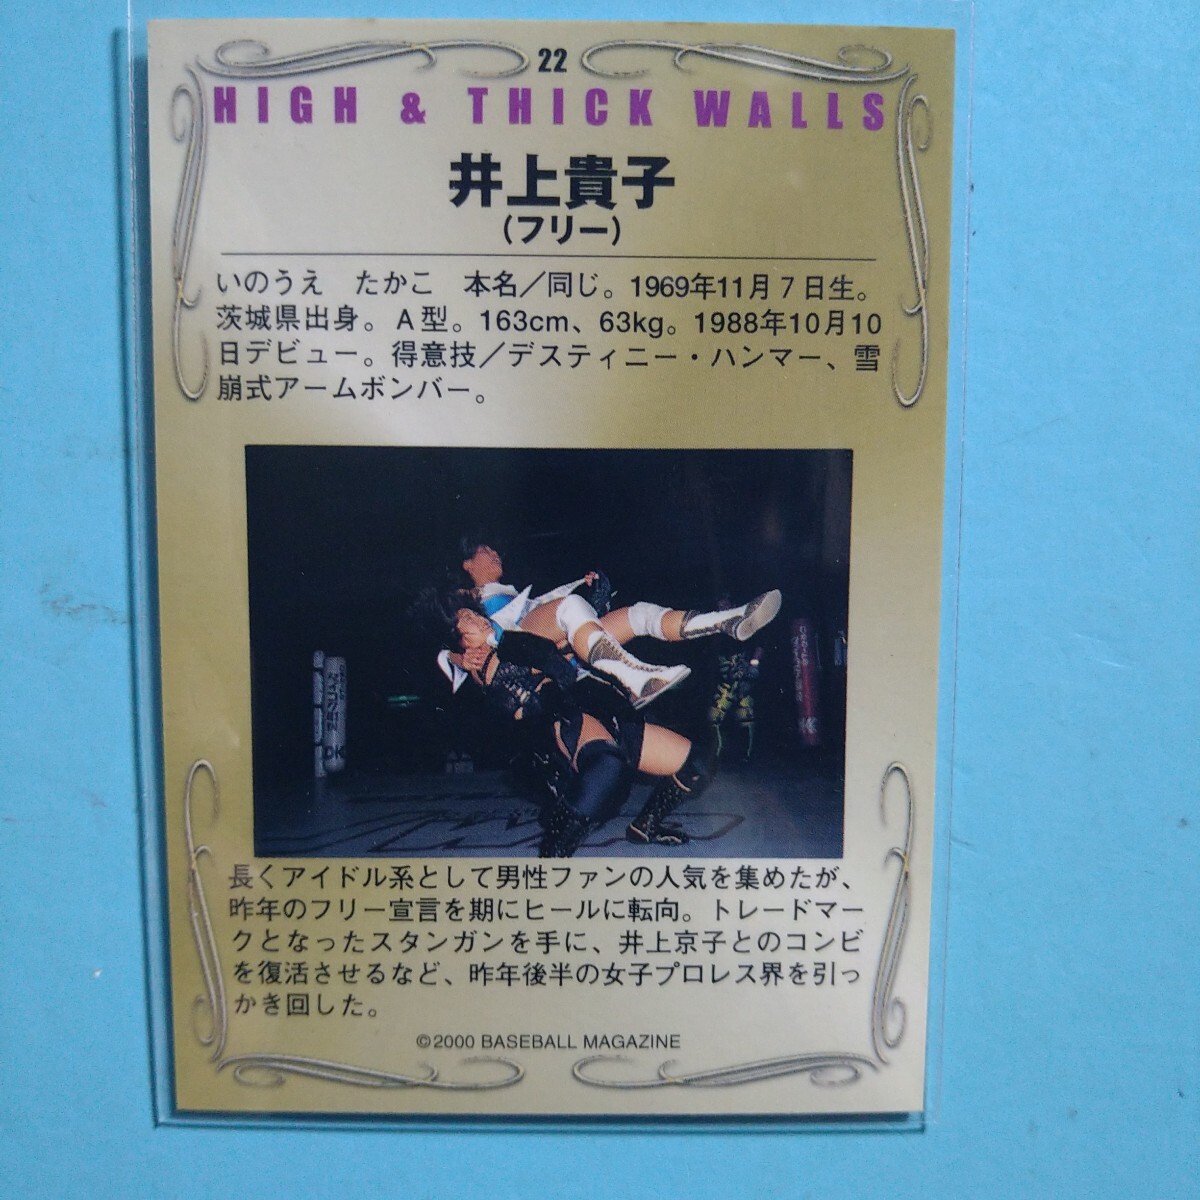 22
HIGH & THICK WALLS
井上貴子
（フリー）
いのうえ　たかこ　本名／同じ。1969年11月７日生。
茨城県出身。Ａ型。163cm、63kg。1988年10月10
日デビュー。得意技／デスティニー・ハンマー、雪
崩式アームボンバー。
DK
長くアイドル系として男性ファンの人気を集めたが、
昨年のフリー宣言を期にヒールに転向。トレードマー
クとなったスタンガンを手に、井上京子とのコンビ
を復活させるなど、昨年後半の女子プロレス界を引っ
かき回した。
©2000 BASEBALL MAGAZINE